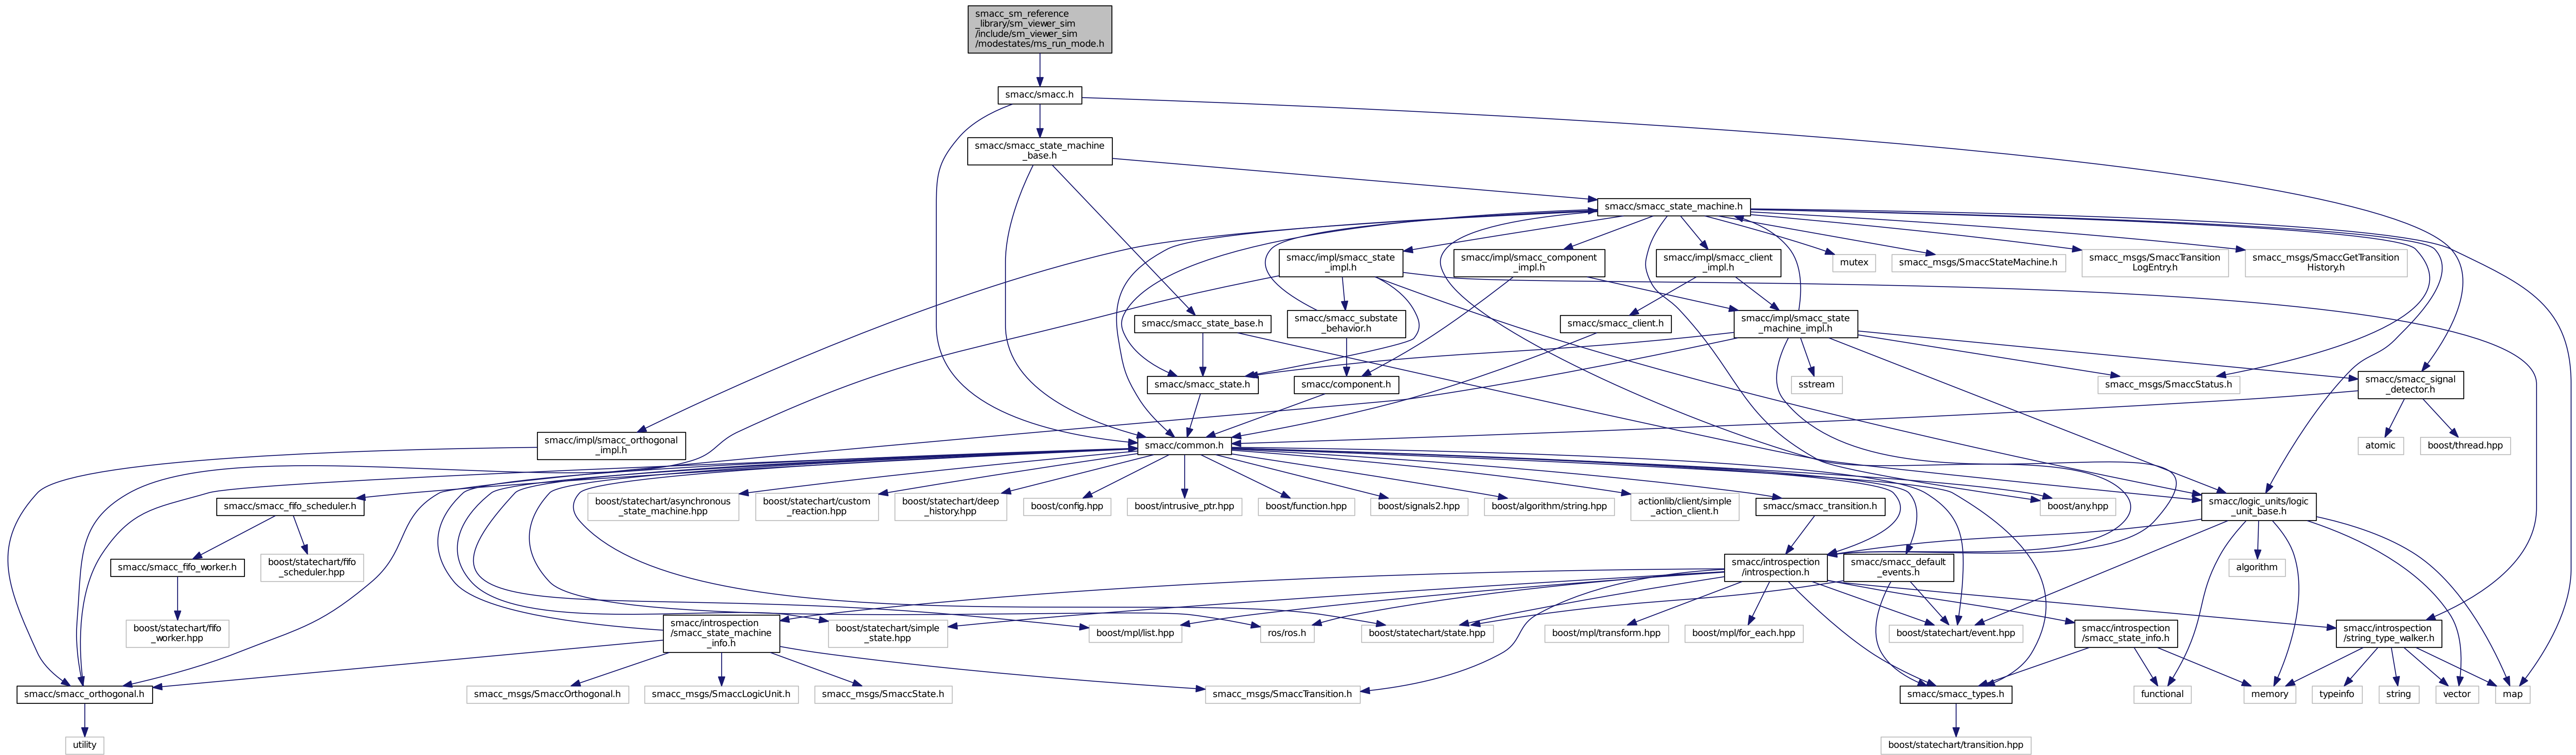 smacc_sm_reference
_library/sm_viewer_sim
/include/sm_viewer_sim
/modestates/ms_run_mode.h
smacc/smacc.h
smacc/smacc_state_machine
_base.h
smacc/smacc_state_machine.h
smacc/impl/smacc_state
_impl.h
smacc/impl/smacc_component
_impl.h
smacc/impl/smacc_client
_impl.h
mutex
smacc_msgs/SmaccStateMachine.h
smacc_msgs/SmaccTransition
LogEntry.h
smacc_msgs/SmaccGetTransition
History.h
smacc/smacc_state_base.h
smacc/smacc_substate
_behavior.h
smacc/smacc_client.h
smacc/impl/smacc_state
_machine_impl.h
smacc/smacc_state.h
smacc/component.h
sstream
smacc_msgs/SmaccStatus.h
smacc/smacc_signal
_detector.h
smacc/impl/smacc_orthogonal
_impl.h
smacc/common.h
atomic
boost/thread.hpp
smacc/smacc_fifo_scheduler.h
boost/statechart/asynchronous
_state_machine.hpp
boost/statechart/custom
_reaction.hpp
boost/statechart/deep
_history.hpp
boost/config.hpp
boost/intrusive_ptr.hpp
boost/function.hpp
boost/signals2.hpp
boost/algorithm/string.hpp
actionlib/client/simple
_action_client.h
smacc/smacc_transition.h
boost/any.hpp
smacc/logic_units/logic
_unit_base.h
smacc/smacc_fifo_worker.h
boost/statechart/fifo
_scheduler.hpp
smacc/introspection
/introspection.h
smacc/smacc_default
_events.h
algorithm
boost/statechart/fifo
_worker.hpp
smacc/introspection
/smacc_state_machine
_info.h
boost/statechart/simple
_state.hpp
boost/mpl/list.hpp
ros/ros.h
boost/statechart/state.hpp
boost/mpl/transform.hpp
boost/mpl/for_each.hpp
boost/statechart/event.hpp
smacc/introspection
/smacc_state_info.h
smacc/introspection
/string_type_walker.h
smacc/smacc_orthogonal.h
smacc_msgs/SmaccOrthogonal.h
smacc_msgs/SmaccLogicUnit.h
smacc_msgs/SmaccState.h
smacc_msgs/SmaccTransition.h
smacc/smacc_types.h
functional
memory
typeinfo
string
vector
map
utility
boost/statechart/transition.hpp